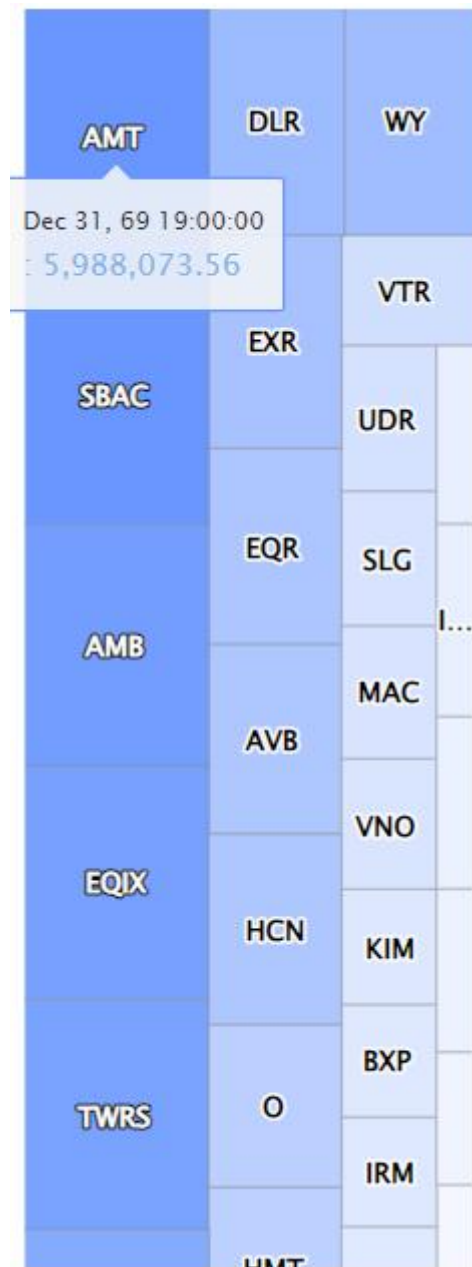 AMT
DLR
WY
Dec 31, 69 19:00:00
: 5,988,073.56
VTR
EXR
SBAC
UDR
EQR
SLG
I...
AMB
MAC
AVB
VNO
EQIX
HCN
KIM
BXP
O
TWRS
IRM
HMT